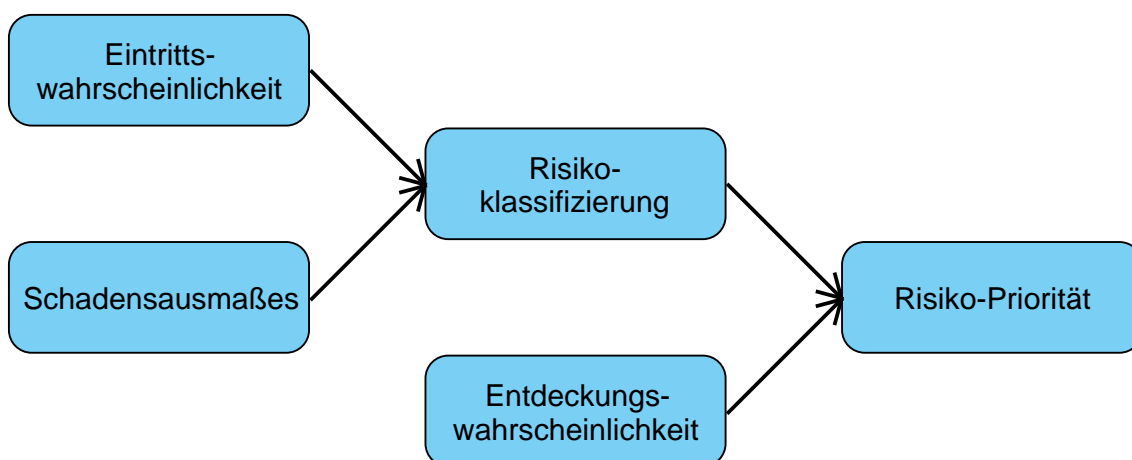 Eintritts-
wahrscheinlichkeit
Risiko-
klassifizierung
Schadensausmaßes
Risiko-Priorität
Entdeckungs-
wahrscheinlichkeit